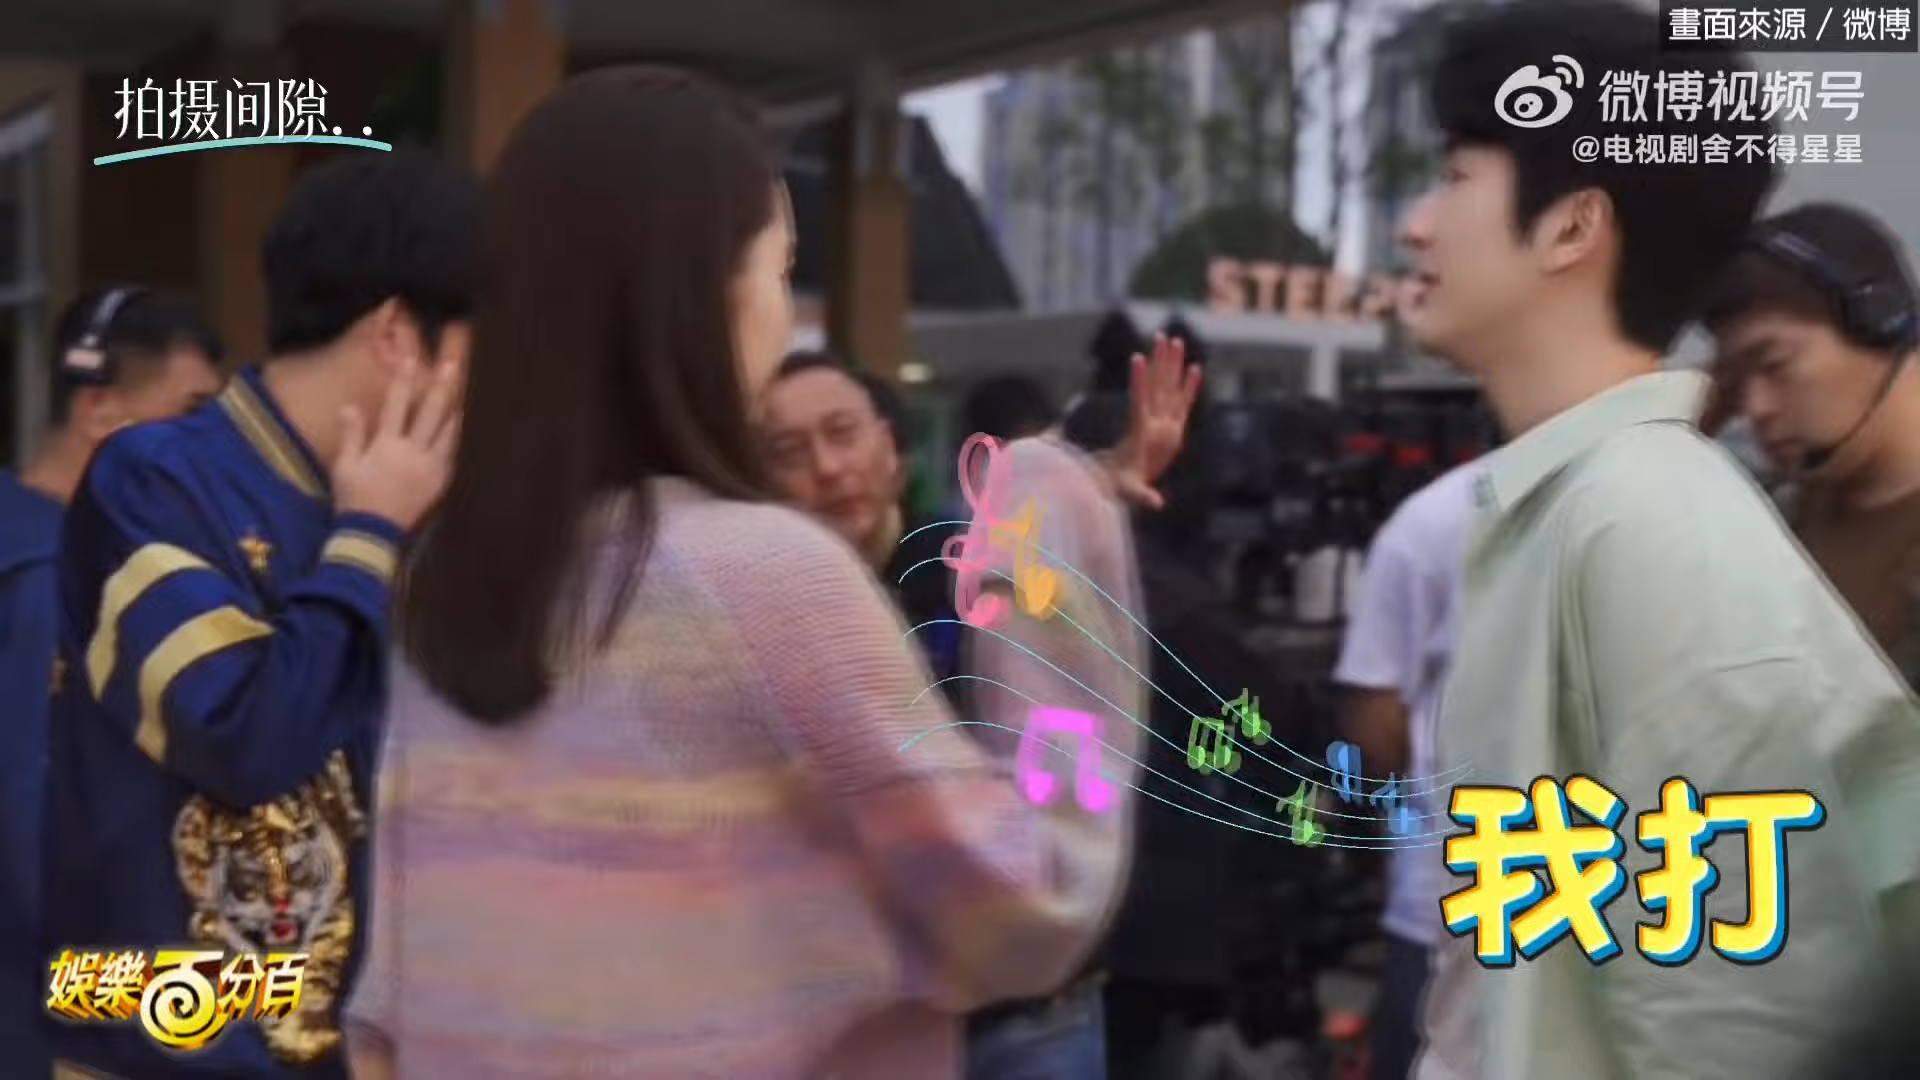 畫面來源／微博
拍摄间隙..
微博视频号
@电视剧舍不得星星
我打
娛樂百分百